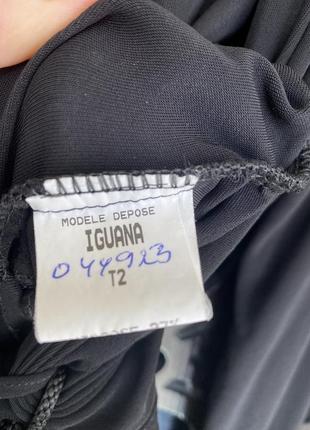 MODELE DEPOSE
IGUANA
044923
T2